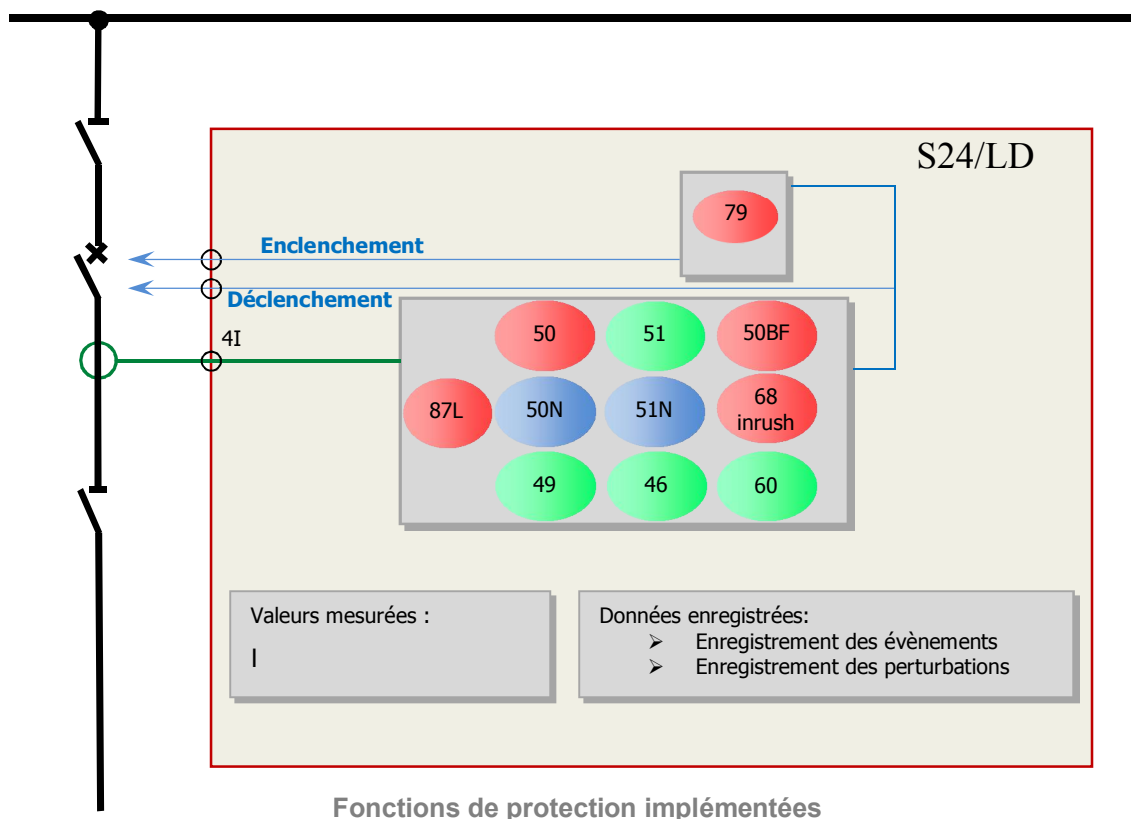 S24/LD
79
Enclenchement
Déclenchement
4I
50
51
50BF
87L
50N
51N
68
inrush
49
46
60
Valeurs mesurées :
I
Données enregistrées:
➢ Enregistrement des évènements
➢ Enregistrement des perturbations
Fonctions de protection implémentées